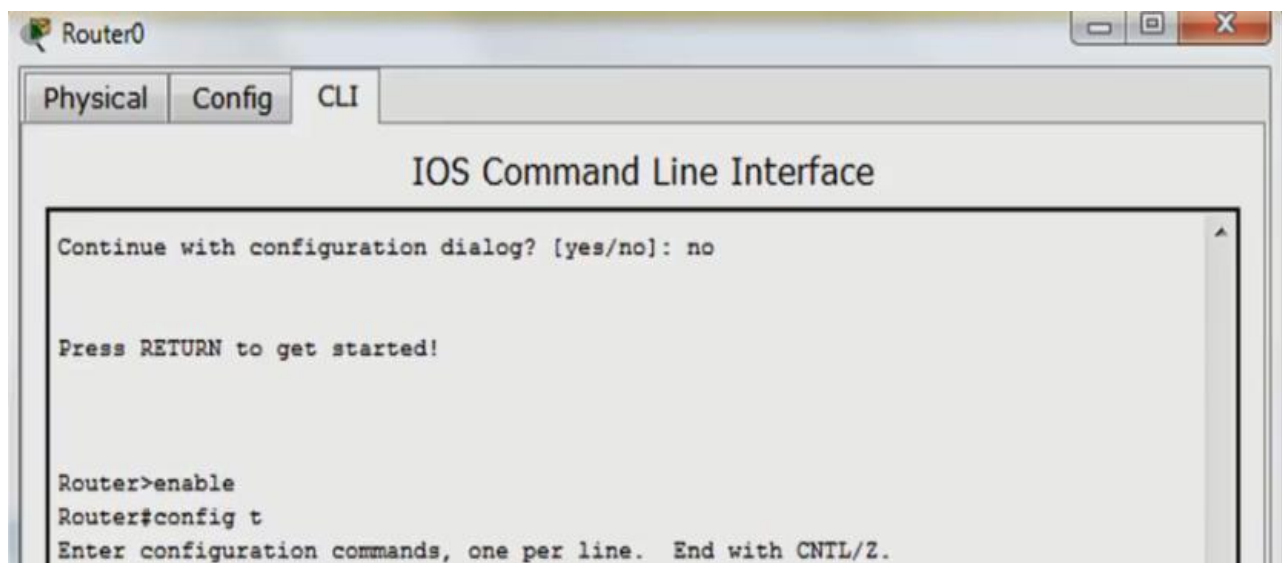 Router0
Physical Config CLI
IOS Command Line Interface
Continue with configuration dialog? [yes/no]: no
Press RETURN to get started!
Router>enable
Router#config t
Enter configuration commands, one per line.  End with CNTL/Z.